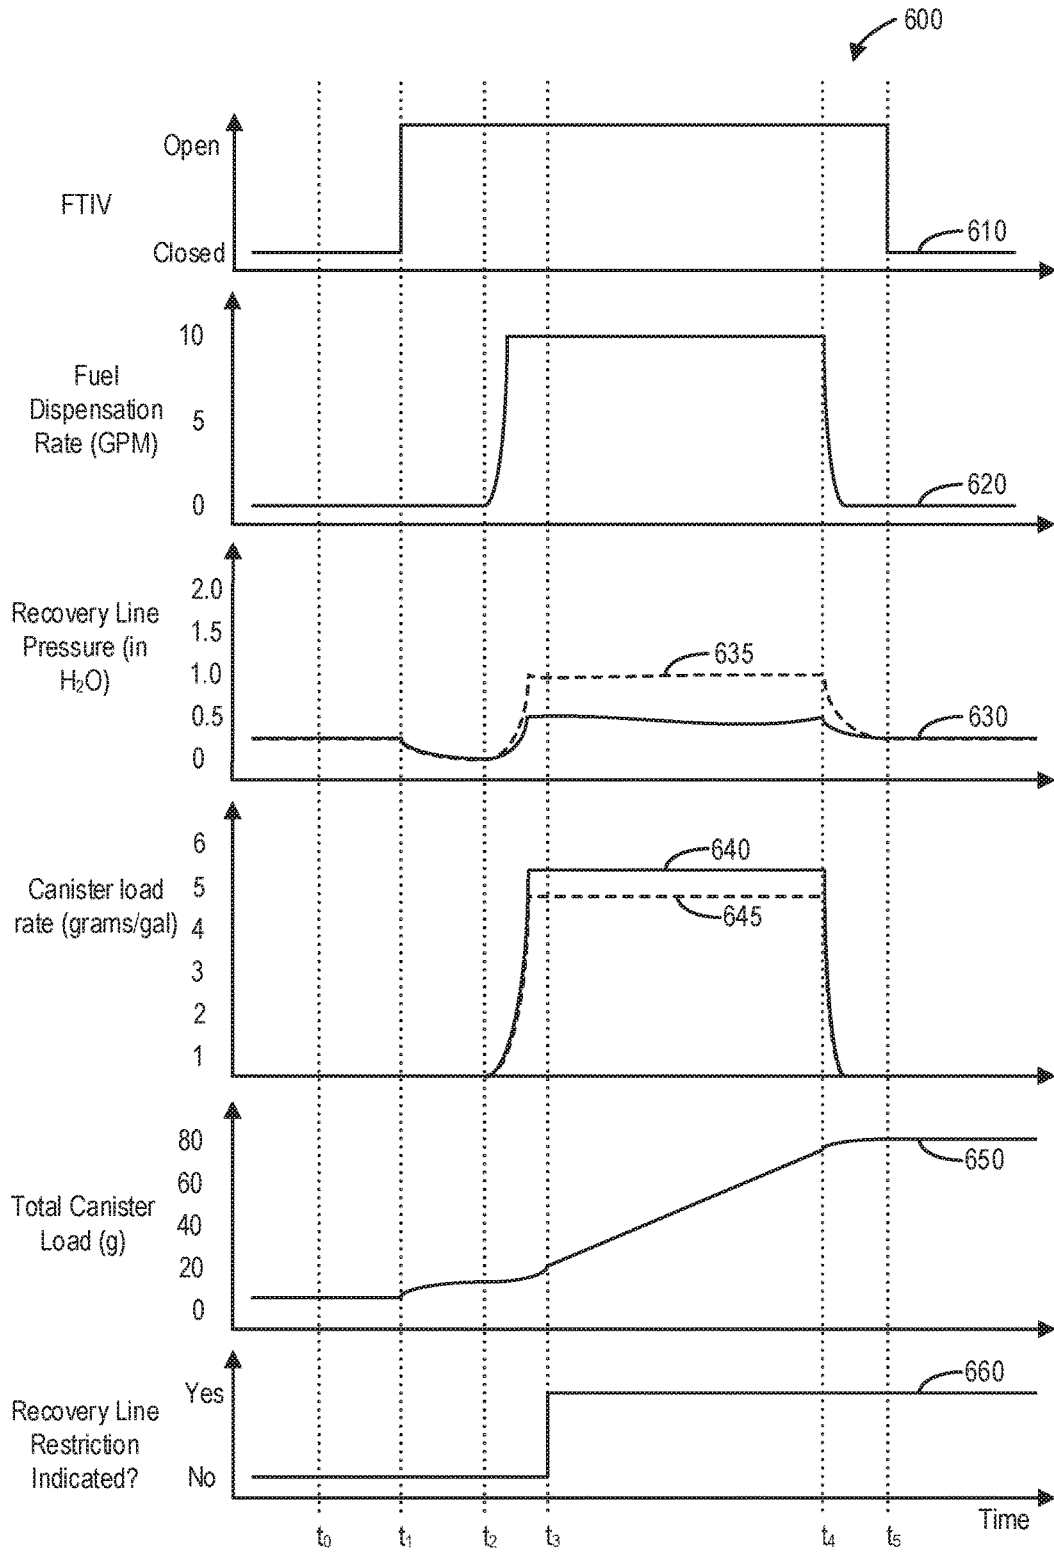 600
Open
FTIV
Closed
610
10
Fuel
Dispensation
Rate (GPM)
5
0
620
2.0
Recovery Line
Pressure (in
H₂O)
1.5
1.0
0.5
0
635
630
6
5
Canister load
rate (grams/gal)
4
3
2
1
640
645
80
60
Total Canister
Load (g)
40
20
0
650
Yes
Recovery Line
Restriction
Indicated?
No
660
Time
t₀ t₁ t₂ t₃ t₄ t₅